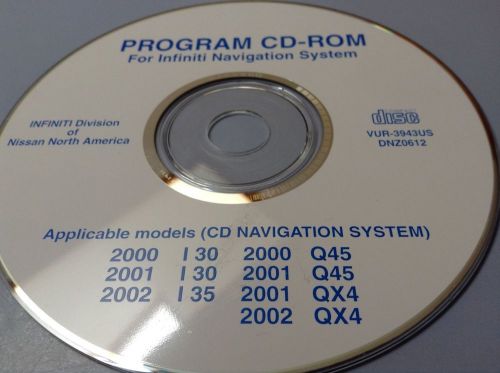 PROGRAM CD-ROM
For Infiniti Navigation System
INFINITI Division
of
Nissan North America
disc
VUR-3943US
DNZ0612
Applicable models (CD NAVIGATION SYSTEM)
2000 I 30 2000 Q45
2001 I 30 2001 Q45
2002 I 35 2001 QX4
2002 QX4